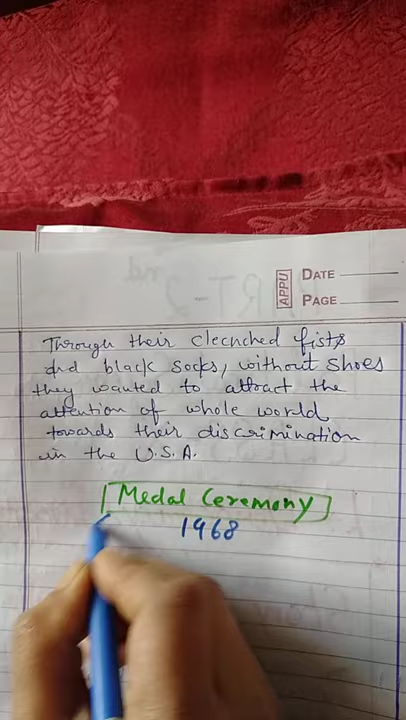 APPU
DATE
PAGE
Through their clecnched fists
and black socks, without shoes
they wanted to attract the
attention of whole world
towards their discrimination
in the U.S.A.
[Medal Ceremony]
1968